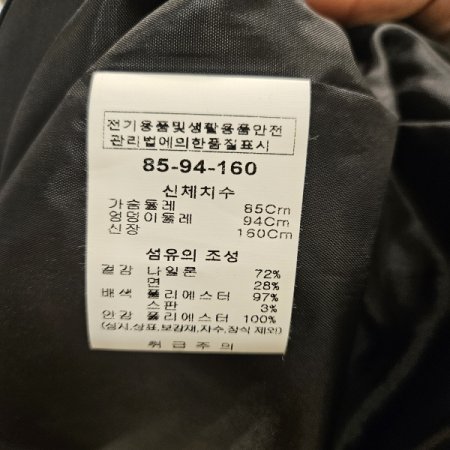 전기용품및생활용품안전
관리법에의한품질표시
85-94-160
신체치수
가슴둘레 85Cm
엉덩이둘레 94Cm
신장 160Cm
섬유의 조성
겉감 나일론 72%
면 28%
배색 폴리에스터 97%
스판 3%
안감 폴리에스터 100%
(심지,상표,보강재,자수,장식 제외)
취급주의